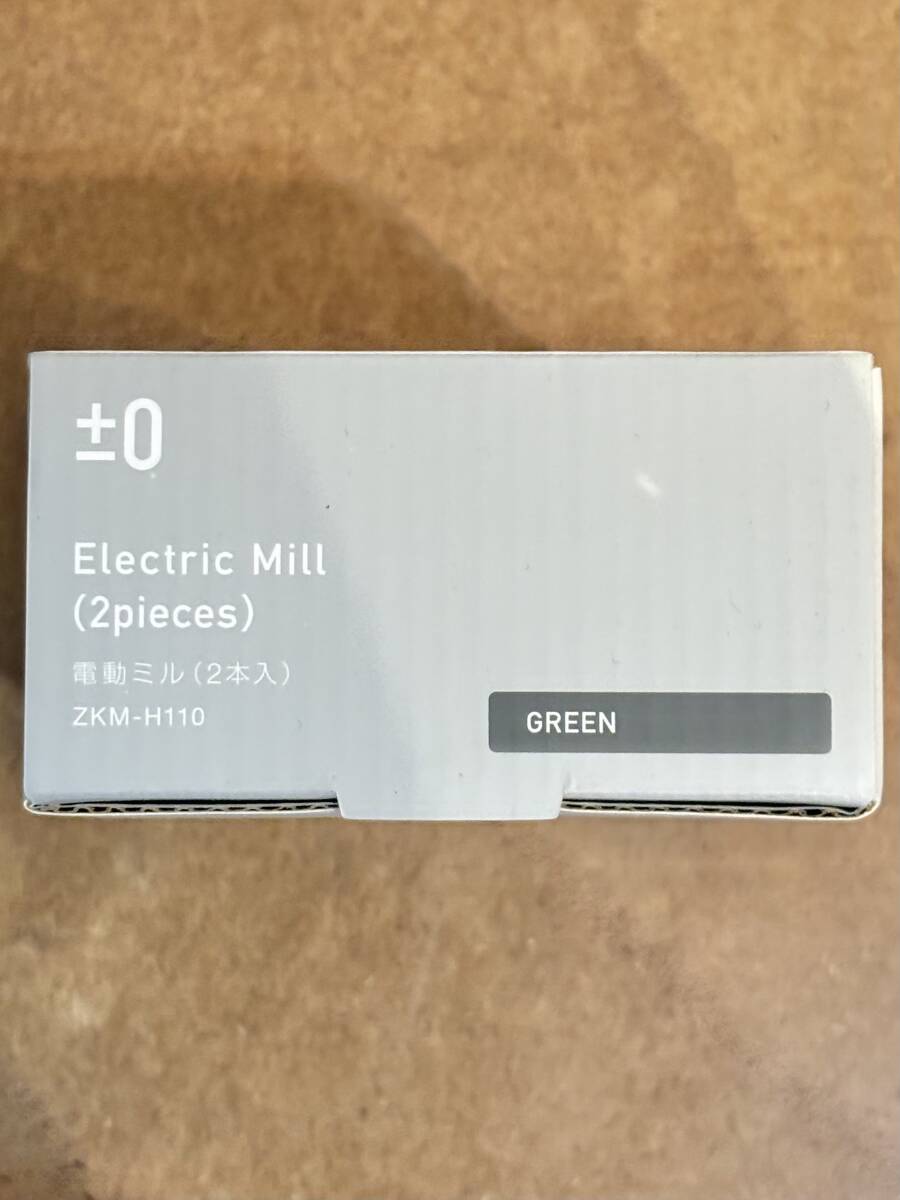 ±0
Electric Mill
(2pieces)
電動ミル(2本入)
ZKM-H110
GREEN